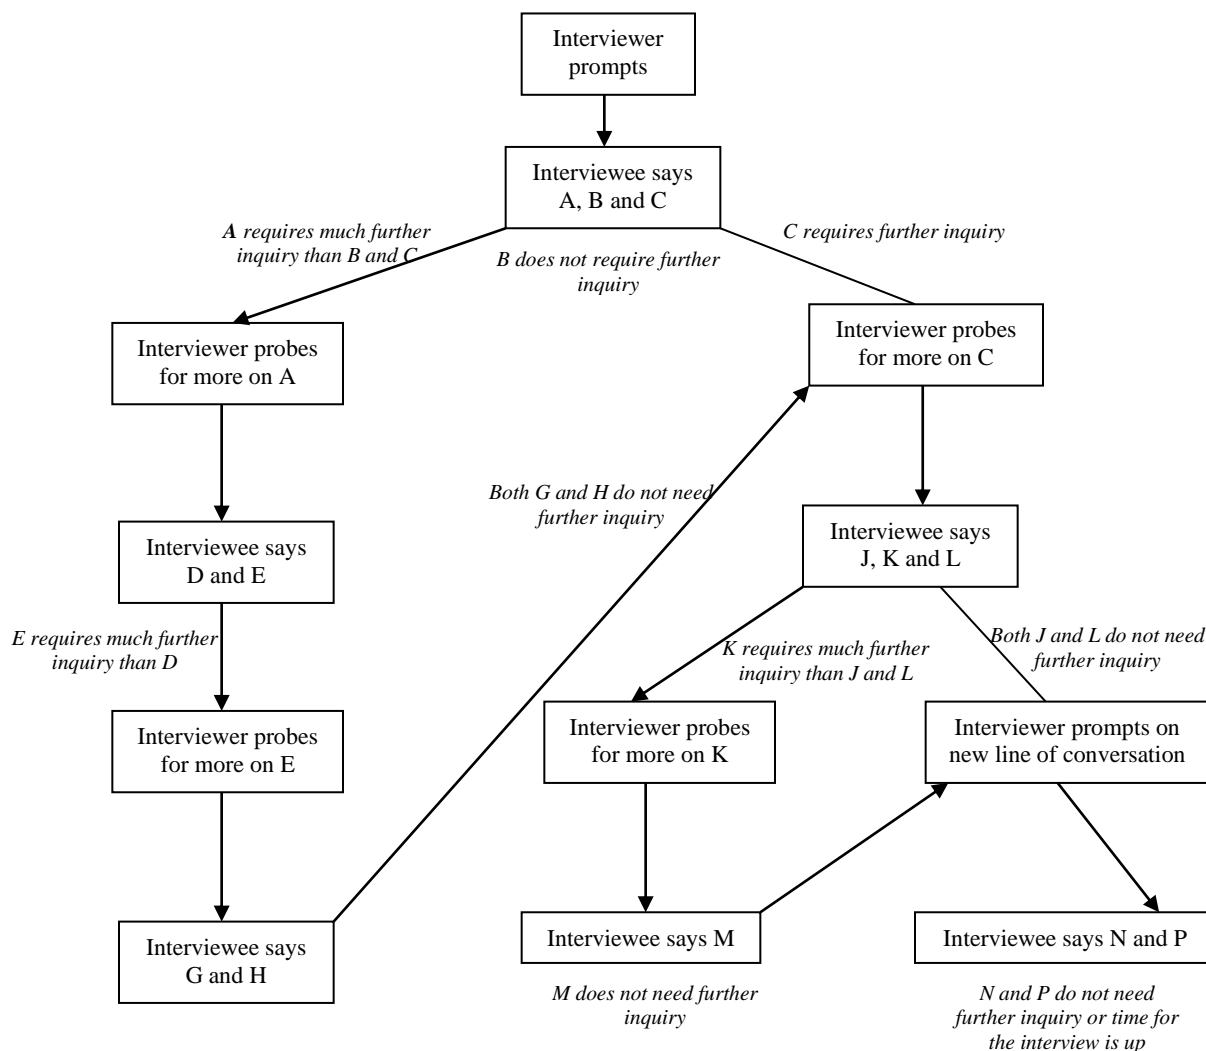 Interviewer
prompts
Interviewee says
A, B and C
A requires much further
inquiry than B and C
B does not require further
inquiry
C requires further inquiry
Interviewer probes
for more on A
Interviewer probes
for more on C
Both G and H do not need
further inquiry
Interviewee says
D and E
Interviewee says
J, K and L
E requires much further
inquiry than D
K requires much further
inquiry than J and L
Both J and L do not need
further inquiry
Interviewer probes
for more on E
Interviewer probes
for more on K
Interviewer prompts on
new line of conversation
Interviewee says
G and H
Interviewee says M
Interviewee says N and P
M does not need further
inquiry
N and P do not need
further inquiry or time for
the interview is up